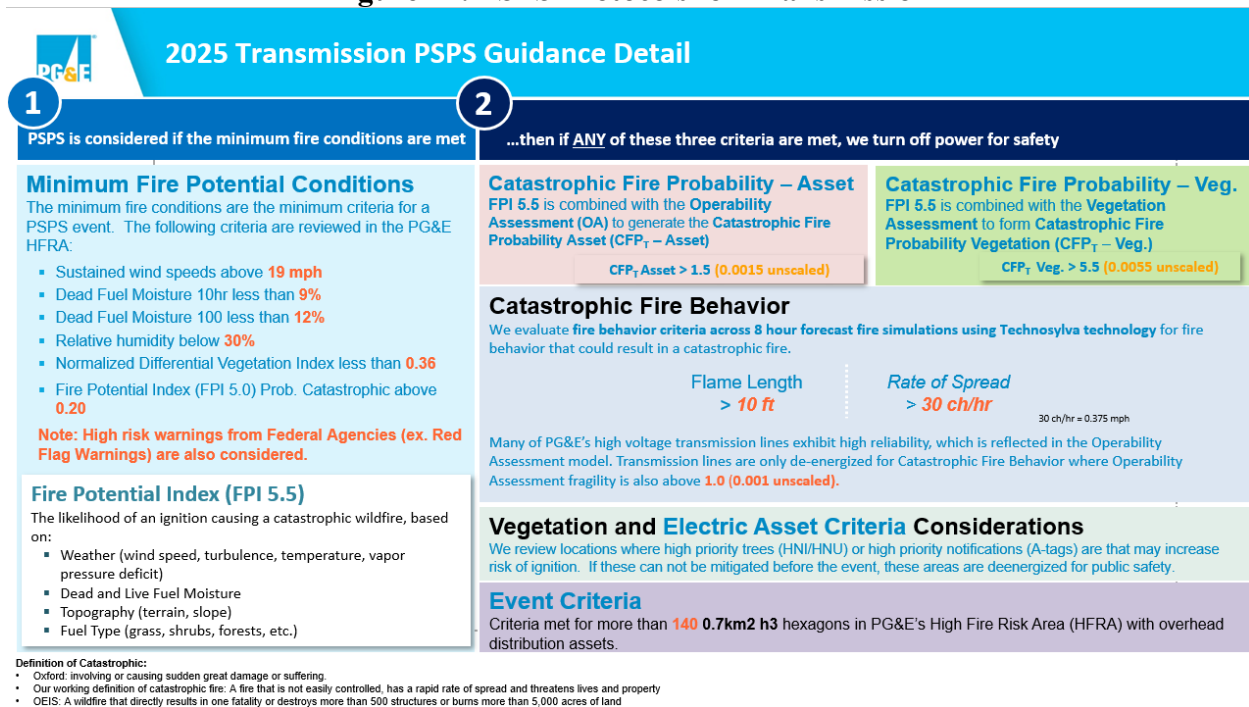 PG&E
2025 Transmission PSPS Guidance Detail
1
PSPS is considered if the minimum fire conditions are met
Minimum Fire Potential Conditions
The minimum fire conditions are the minimum criteria for a
PSPS event. The following criteria are reviewed in the PG&E
HFRA:
▪ Sustained wind speeds above 19 mph
▪ Dead Fuel Moisture 10hr less than 9%
▪ Dead Fuel Moisture 100 less than 12%
▪ Relative humidity below 30%
▪ Normalized Differential Vegetation Index less than 0.36
▪ Fire Potential Index (FPI 5.0) Prob. Catastrophic above
0.20
Note: High risk warnings from Federal Agencies (ex. Red
Flag Warnings) are also considered.
Fire Potential Index (FPI 5.5)
The likelihood of an ignition causing a catastrophic wildfire, based
on:
▪ Weather (wind speed, turbulence, temperature, vapor
pressure deficit)
▪ Dead and Live Fuel Moisture
▪ Topography (terrain, slope)
▪ Fuel Type (grass, shrubs, forests, etc.)
2
...then if ANY of these three criteria are met, we turn off power for safety
Catastrophic Fire Probability – Asset
FPI 5.5 is combined with the Operability
Assessment (OA) to generate the Catastrophic Fire
Probability Asset (CFPT – Asset)
CFPT Asset > 1.5 (0.0015 unscaled)
Catastrophic Fire Probability – Veg.
FPI 5.5 is combined with the Vegetation
Assessment to form Catastrophic Fire
Probability Vegetation (CFPT – Veg.)
CFPT Veg. > 5.5 (0.0055 unscaled)
Catastrophic Fire Behavior
We evaluate fire behavior criteria across 8 hour forecast fire simulations using Technosylva technology for fire
behavior that could result in a catastrophic fire.
Flame Length
> 10 ft
Rate of Spread
> 30 ch/hr
30 ch/hr = 0.375 mph
Many of PG&E's high voltage transmission lines exhibit high reliability, which is reflected in the Operability
Assessment model. Transmission lines are only de-energized for Catastrophic Fire Behavior where Operability
Assessment fragility is also above 1.0 (0.001 unscaled).
Vegetation and Electric Asset Criteria Considerations
We review locations where high priority trees (HNI/HNU) or high priority notifications (A-tags) are that may increase
risk of ignition. If these can not be mitigated before the event, these areas are deenergized for public safety.
Event Criteria
Criteria met for more than 140 0.7km2 h3 hexagons in PG&E's High Fire Risk Area (HFRA) with overhead
distribution assets.
Definition of Catastrophic:
• Oxford: involving or causing sudden great damage or suffering.
• Our working definition of catastrophic fire: A fire that is not easily controlled, has a rapid rate of spread and threatens lives and property
• OEIS: A wildfire that directly results in one fatality or destroys more than 500 structures or burns more than 5,000 acres of land